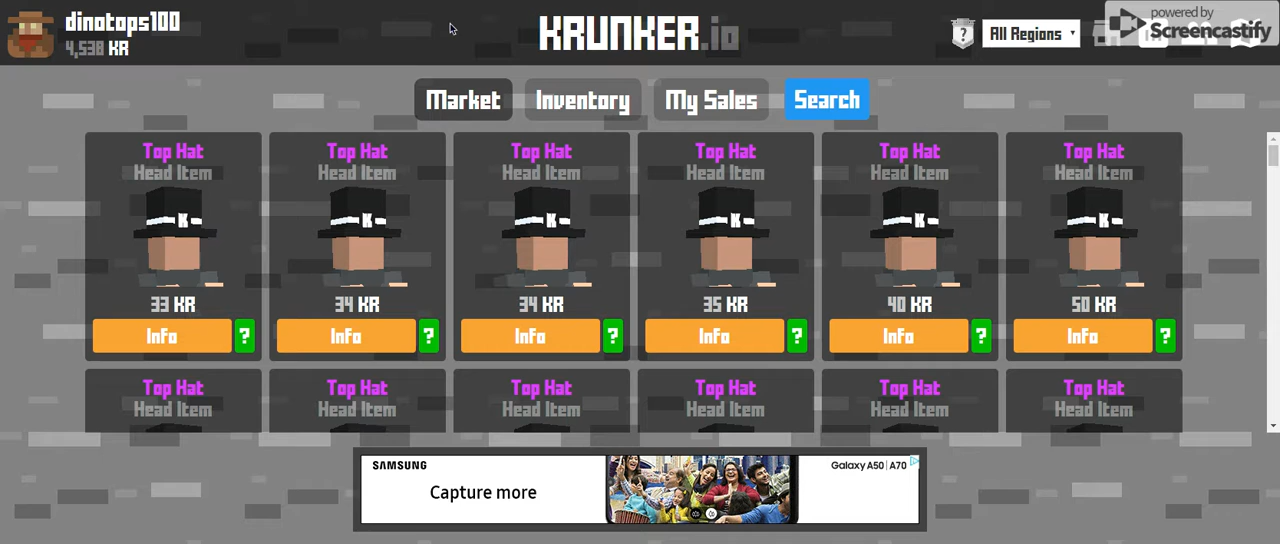 dinotops100
4,538 KR
KRUNKER.io
?
All Regions
powered by
Screencastify
Market
Inventory
My Sales
Search
Top Hat
Head Item
K
33 KR
Info
?
Top Hat
Head Item
K
34 KR
Info
?
Top Hat
Head Item
K
34 KR
Info
?
Top Hat
Head Item
K
35 KR
Info
?
Top Hat
Head Item
K
40 KR
Info
?
Top Hat
Head Item
K
50 KR
Info
?
Top Hat
Head Item
Top Hat
Head Item
Top Hat
Head Item
Top Hat
Head Item
Top Hat
Head Item
Top Hat
Head Item
SAMSUNG
Capture more
Galaxy A50 | A70